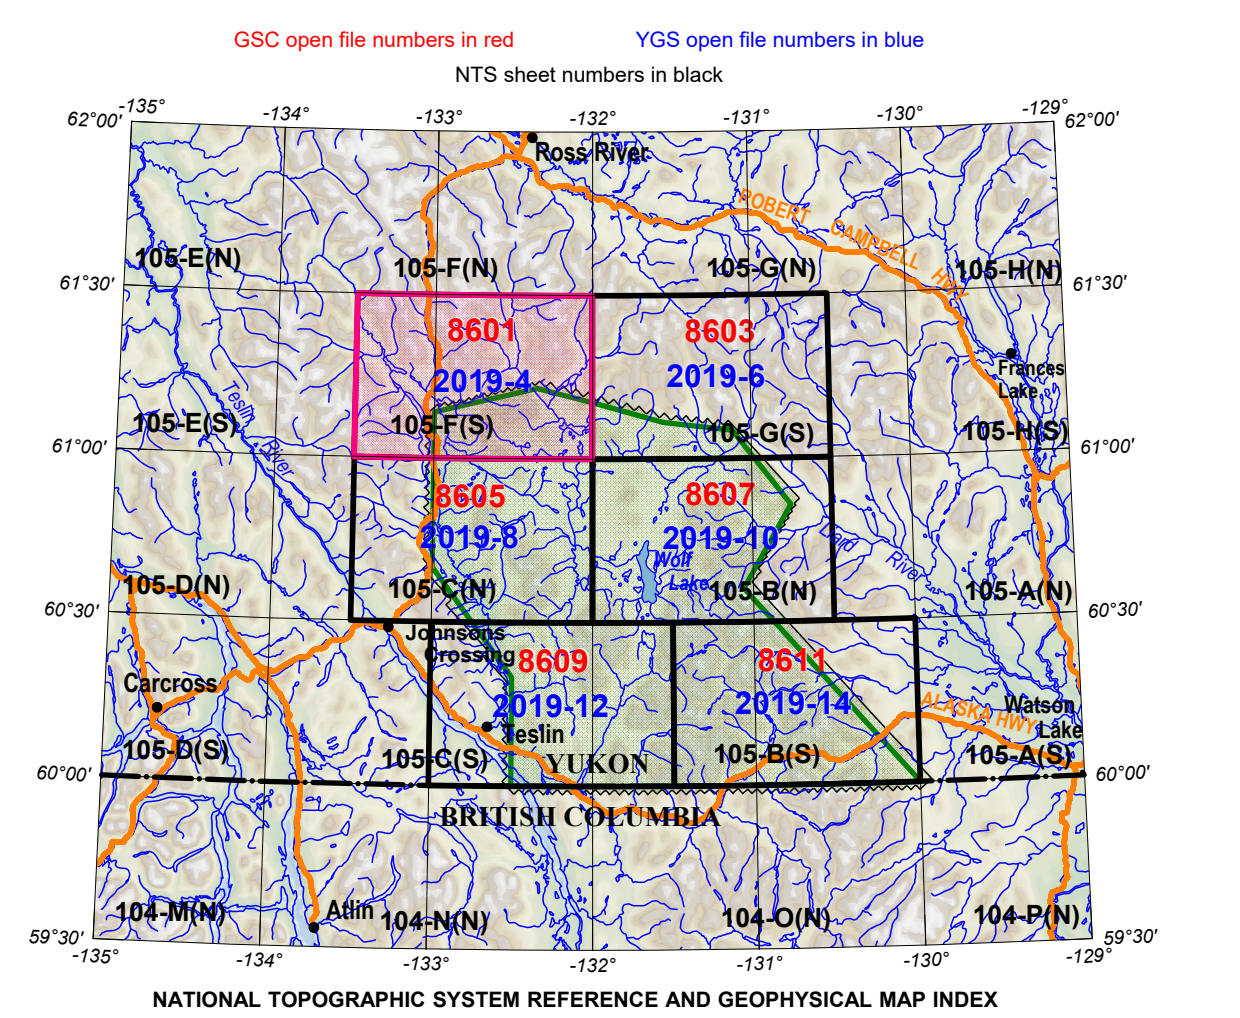 GSC open file numbers in red
YGS open file numbers in blue
NTS sheet numbers in black
-135°
-134°
-133°
-132°
-131°
-130°
-129°
62°00'
62°00'
Ross River
ROBERT CAMPBELL HWY
105-E(N)
105-F(N)
105-G(N)
105-H(N)
61°30'
61°30'
8601
8603
2019-4
2019-6
Frances
Lake
Teslin River
105-E(S)
105-F(S)
105-G(S)
105-H(S)
61°00'
61°00'
8605
8607
2019-8
2019-10
Wolf
Lake
River
105-D(N)
105-C(N)
105-B(N)
105-A(N)
60°30'
60°30'
Johnsons
Crossing
8609
8611
Carcross
2019-12
2019-14
ALASKA HWY
Watson
Lake
Teslin
105-D(S)
105-C(S)
105-B(S)
105-A(S)
YUKON
60°00'
60°00'
BRITISH COLUMBIA
104-M(N)
Atlin
104-N(N)
104-O(N)
104-P(N)
59°30'
59°30'
-135°
-134°
-133°
-132°
-131°
-130°
-129°
NATIONAL TOPOGRAPHIC SYSTEM REFERENCE AND GEOPHYSICAL MAP INDEX